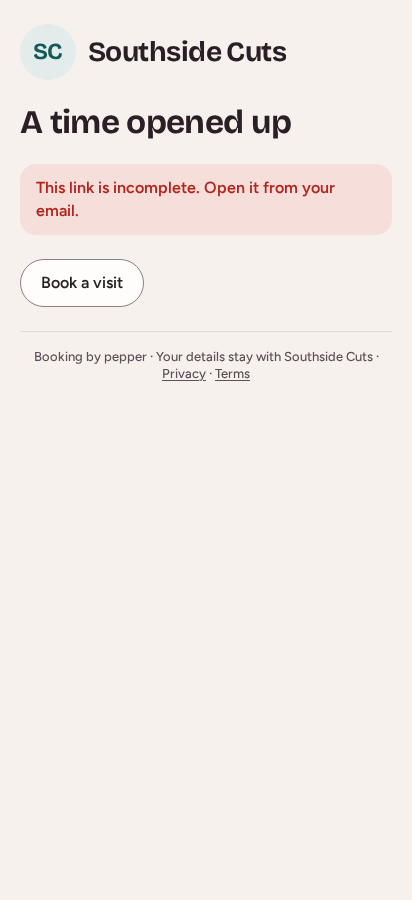 SC
Southside Cuts
A time opened up
This link is incomplete. Open it from your
email.
Book a visit
Booking by pepper · Your details stay with Southside Cuts ·
Privacy · Terms